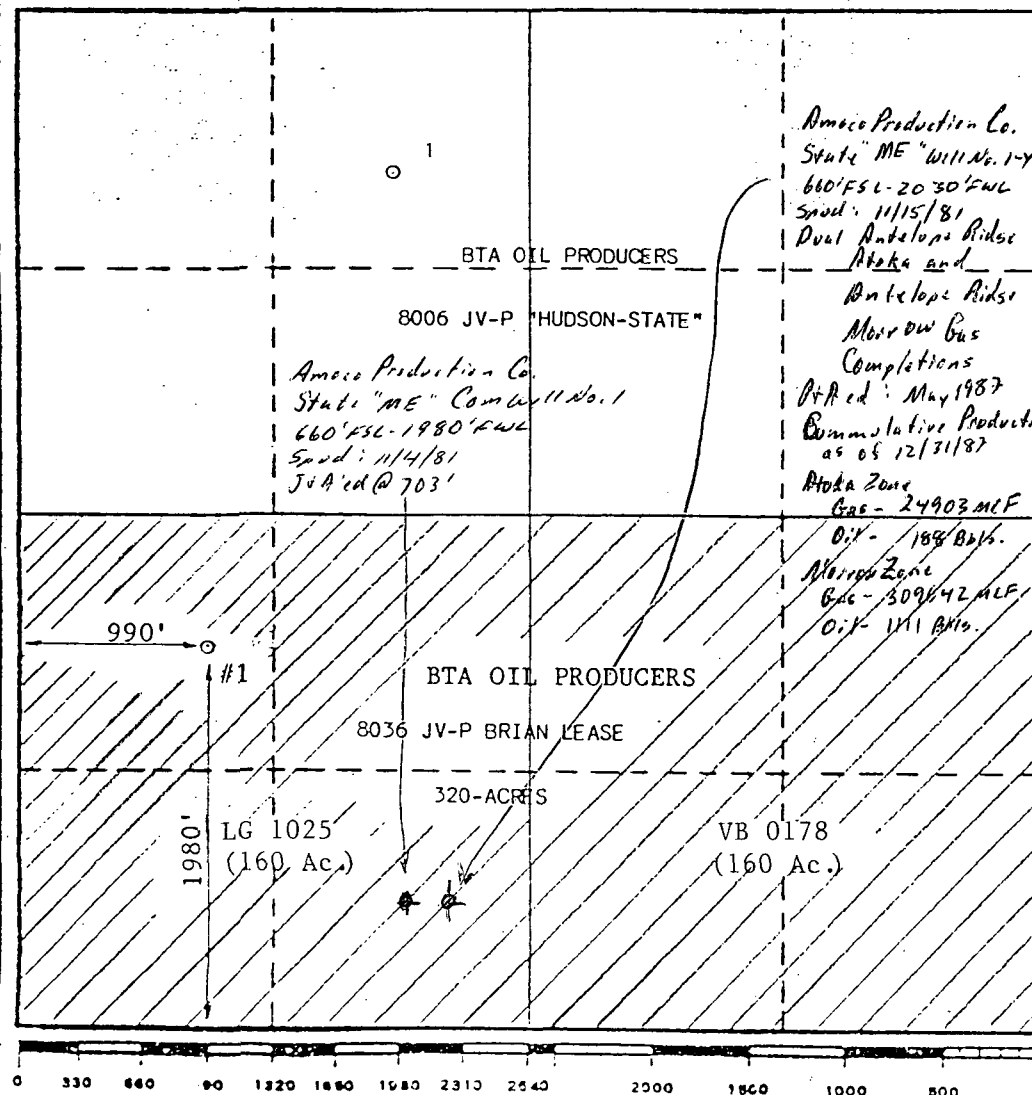 1
BTA OIL PRODUCERS
8006 JV-P "HUDSON-STATE"
Amoco Production Co.
State "ME" Well No. 1-Y
660'FSL-2030'FWL
Spud: 11/15/81
Dual Antelope Ridge
Atoka and
Antelope Ridge
Morrow Gas
Completions
P&A'ed: May 1987
Cummulative Producti
as of 12/31/87
Atoka Zone
Gas - 24903 MCF
Oil - 188 Bbls.
Morrow Zone
Gas - 309642 MCF
Oil - 1111 Bbls.
Amoco Production Co.
State "ME" Com Well No. 1
660'FSL-1980'FWL
Spud: 11/4/81
J&A'ed @ 703'
990'
#1
1980'
BTA OIL PRODUCERS
8036 JV-P BRIAN LEASE
320-ACRES
LG 1025
(160 Ac.)
VB 0178
(160 Ac.)
0 330 660 90 1320 1650 1980 2310 2640 2000 1500 1000 500